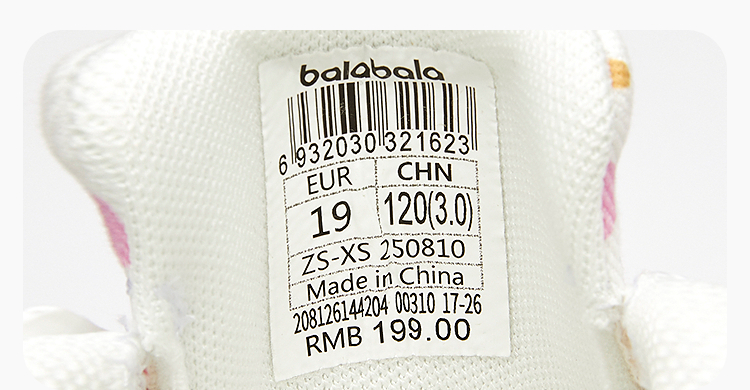 balabala
6 932030 321623
EUR CHN
19 120(3.0)
ZS-XS 250810
Made in China
208126144204 00310 17-26
RMB 199.00